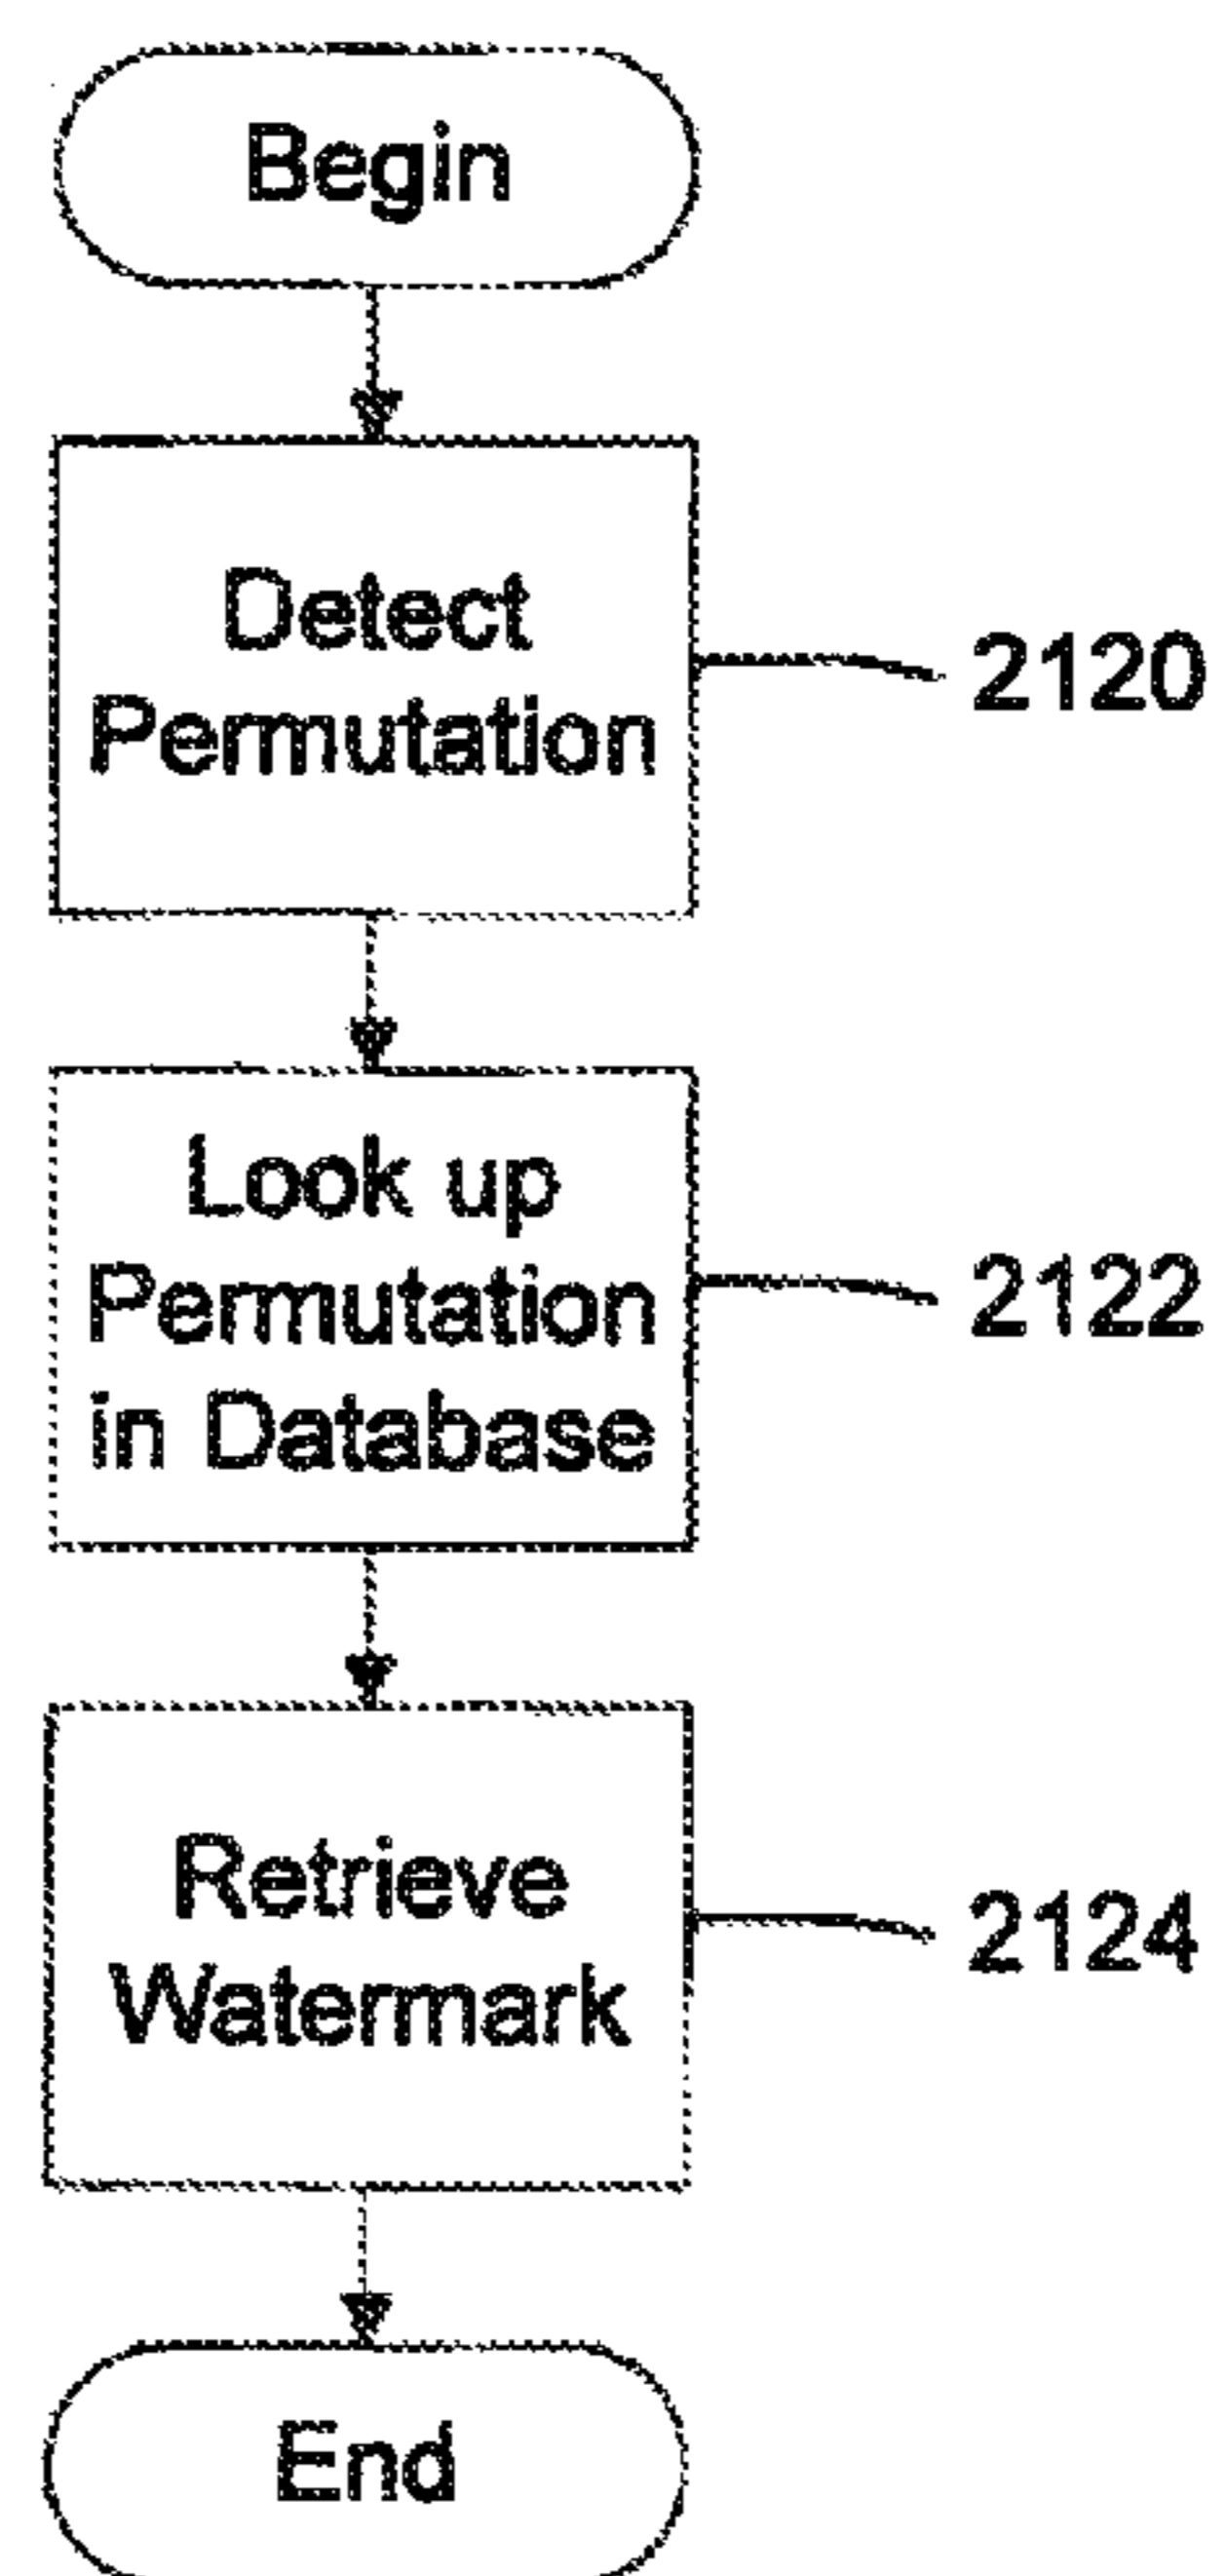 Begin
Detect
Permutation
2120
Look up
Permutation
in Database
2122
Retrieve
Watermark
2124
End